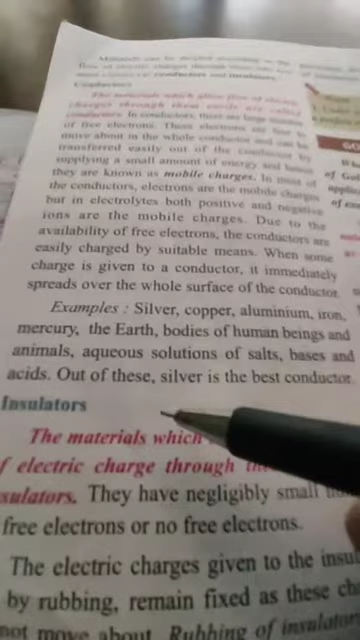 Conductors
The materials which allow flow of electric
charges through them easily are called
conductors. In conductors, there are large number
of free electrons. These electrons are free to
move about in the whole conductor and can be
transferred easily out of the conductor by
supplying a small amount of energy and hence
they are known as mobile charges. In most of
the conductors, electrons are the mobile charges
but in electrolytes both positive and negative
ions are the mobile charges. Due to the
availability of free electrons, the conductors are
easily charged by suitable means. When some
charge is given to a conductor, it immediately
spreads over the whole surface of the conductor.
Examples : Silver, copper, aluminium, iron,
mercury, the Earth, bodies of human beings and
animals, aqueous solutions of salts, bases and
acids. Out of these, silver is the best conductor.
Insulators
The materials which
f electric charge through
sulators. They have negligibly small
free electrons or no free electrons.
The electric charges given to the insu
by rubbing, remain fixed as these cha
not move about. Rubbing of insulator